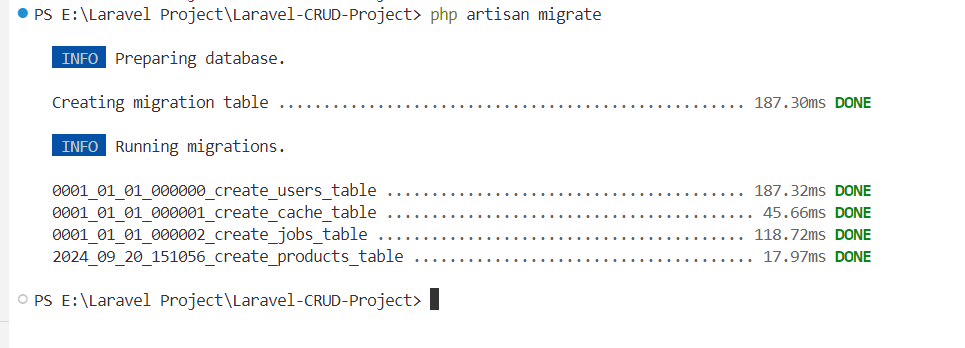 PS E:\Laravel Project\Laravel-CRUD-Project> php artisan migrate
INFO Preparing database.
Creating migration table .................................................... 187.30ms DONE
INFO Running migrations.
0001_01_01_000000_create_users_table ........................................ 187.32ms DONE
0001_01_01_000001_create_cache_table ......................................... 45.66ms DONE
0001_01_01_000002_create_jobs_table ......................................... 118.72ms DONE
2024_09_20_151056_create_products_table ...................................... 17.97ms DONE
PS E:\Laravel Project\Laravel-CRUD-Project>